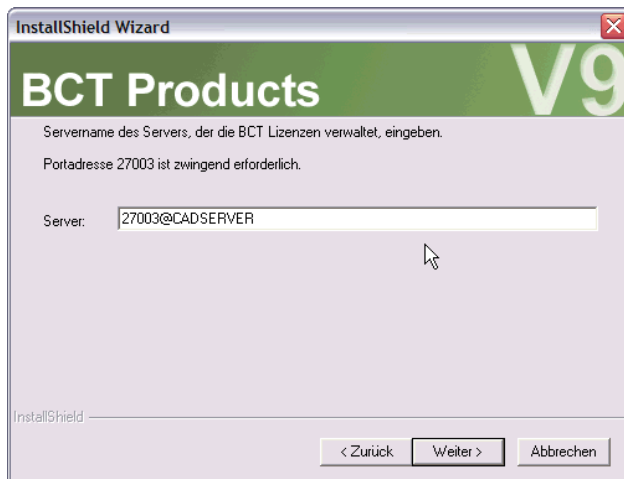 InstallShield Wizard
BCT Products V9
Servername des Servers, der die BCT Lizenzen verwaltet, eingeben.
Portadresse 27003 ist zwingend erforderlich.
Server: 27003@CADSERVER
InstallShield
< Zurück Weiter > Abbrechen